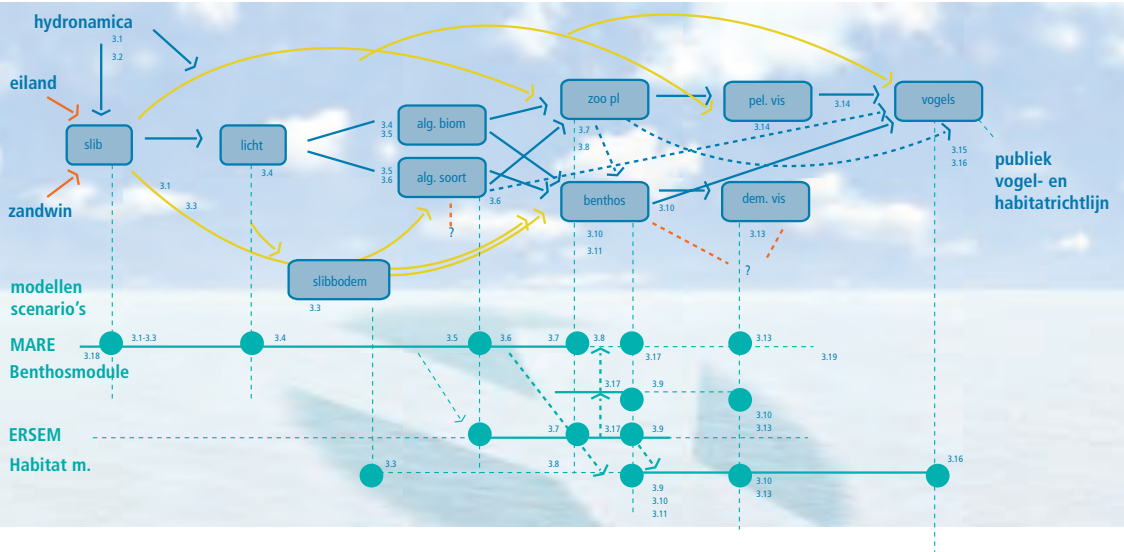 hydronamica
3.1
3.2
eiland
zandwin
slib
licht
3.4
3.4
3.5
alg. biom
3.5
3.6
alg. soort
3.6
?
zoo pl
3.7
3.8
pel. vis
3.14
3.14
vogels
3.15
3.16
publiek
vogel- en
habitatrichtlijn
3.1
3.3
benthos
3.10
3.10
3.11
dem. vis
3.13
?
slibbodem
3.3
modellen
scenario's
MARE
3.18
3.1-3.3
3.4
3.5
3.6
3.7
3.8
3.17
3.13
3.19
Benthosmodule
3.17
3.9
3.10
3.13
ERSEM
3.7
3.17
3.9
Habitat m.
3.3
3.8
3.9
3.10
3.11
3.10
3.13
3.16